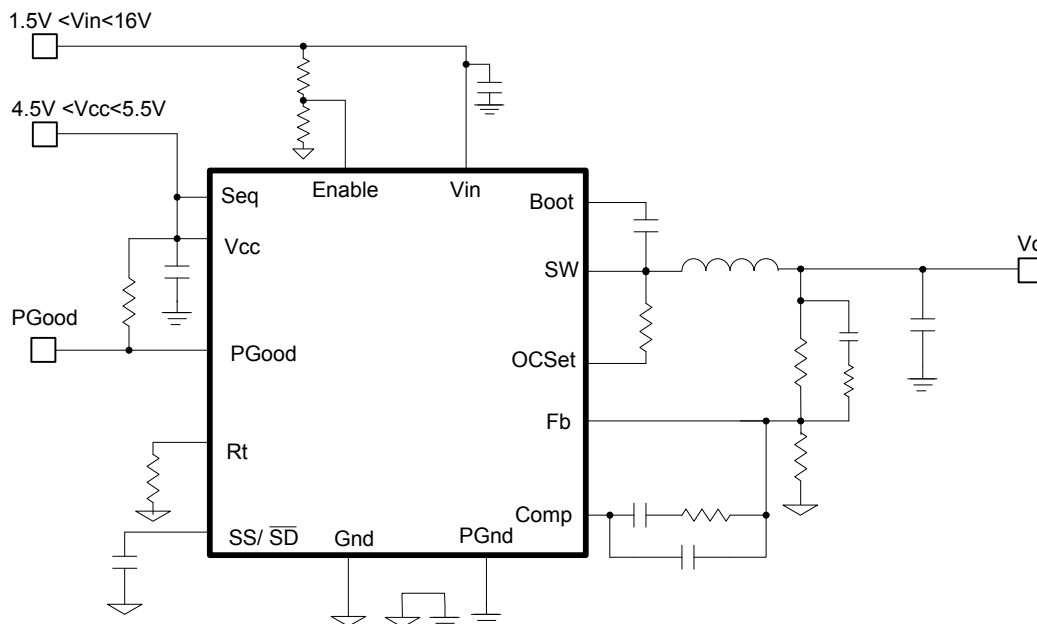 1.5V <Vin<16V
4.5V <Vcc<5.5V
Enable
Vin
Seq
Boot
Vcc
SW
PGood
PGood
OCSet
Fb
Rt
Comp
SS/ SD
Gnd
PGnd